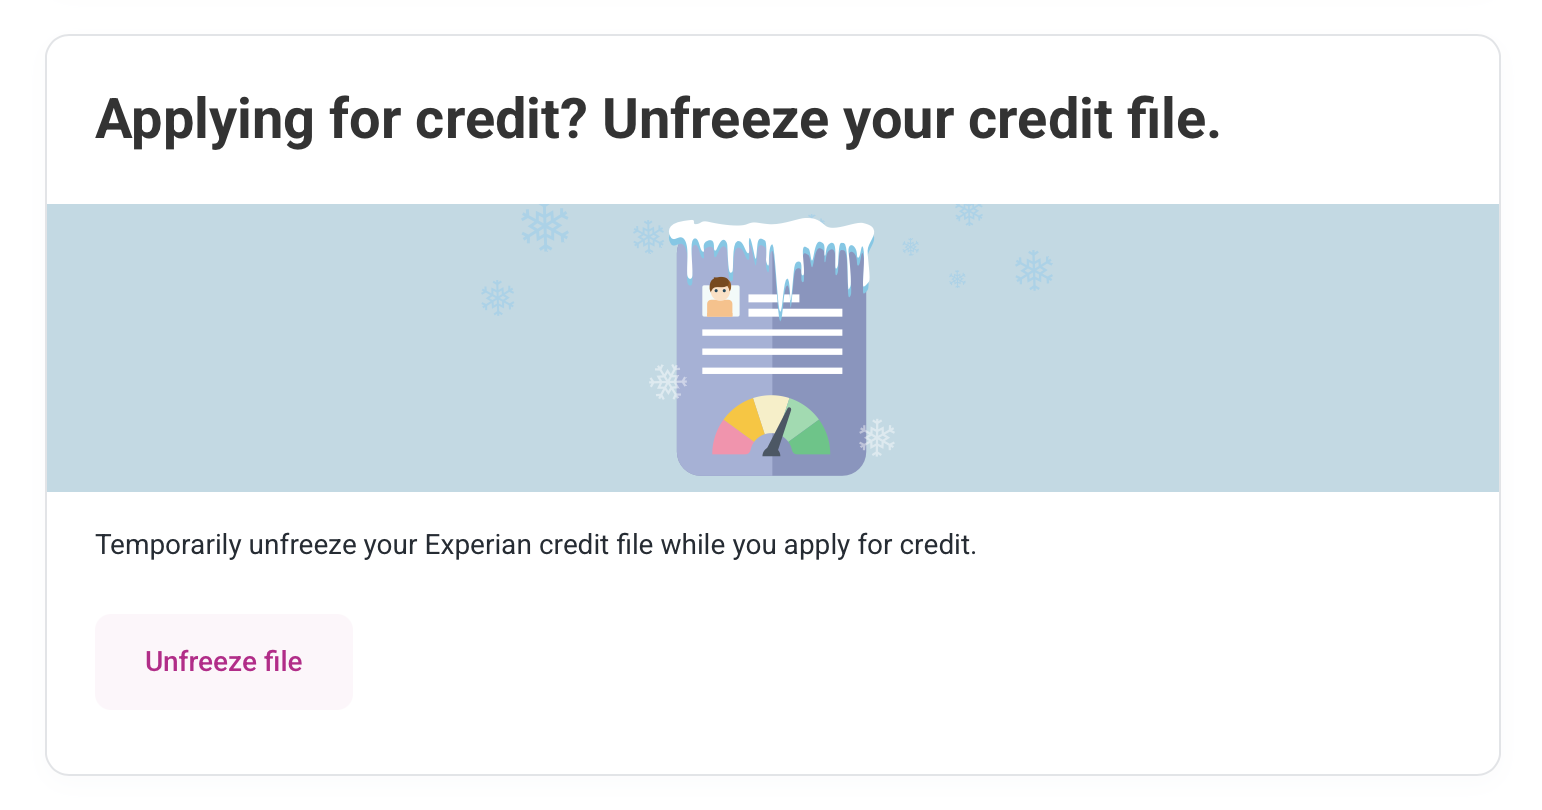 Applying for credit? Unfreeze your credit file.
Temporarily unfreeze your Experian credit file while you apply for credit.
Unfreeze file